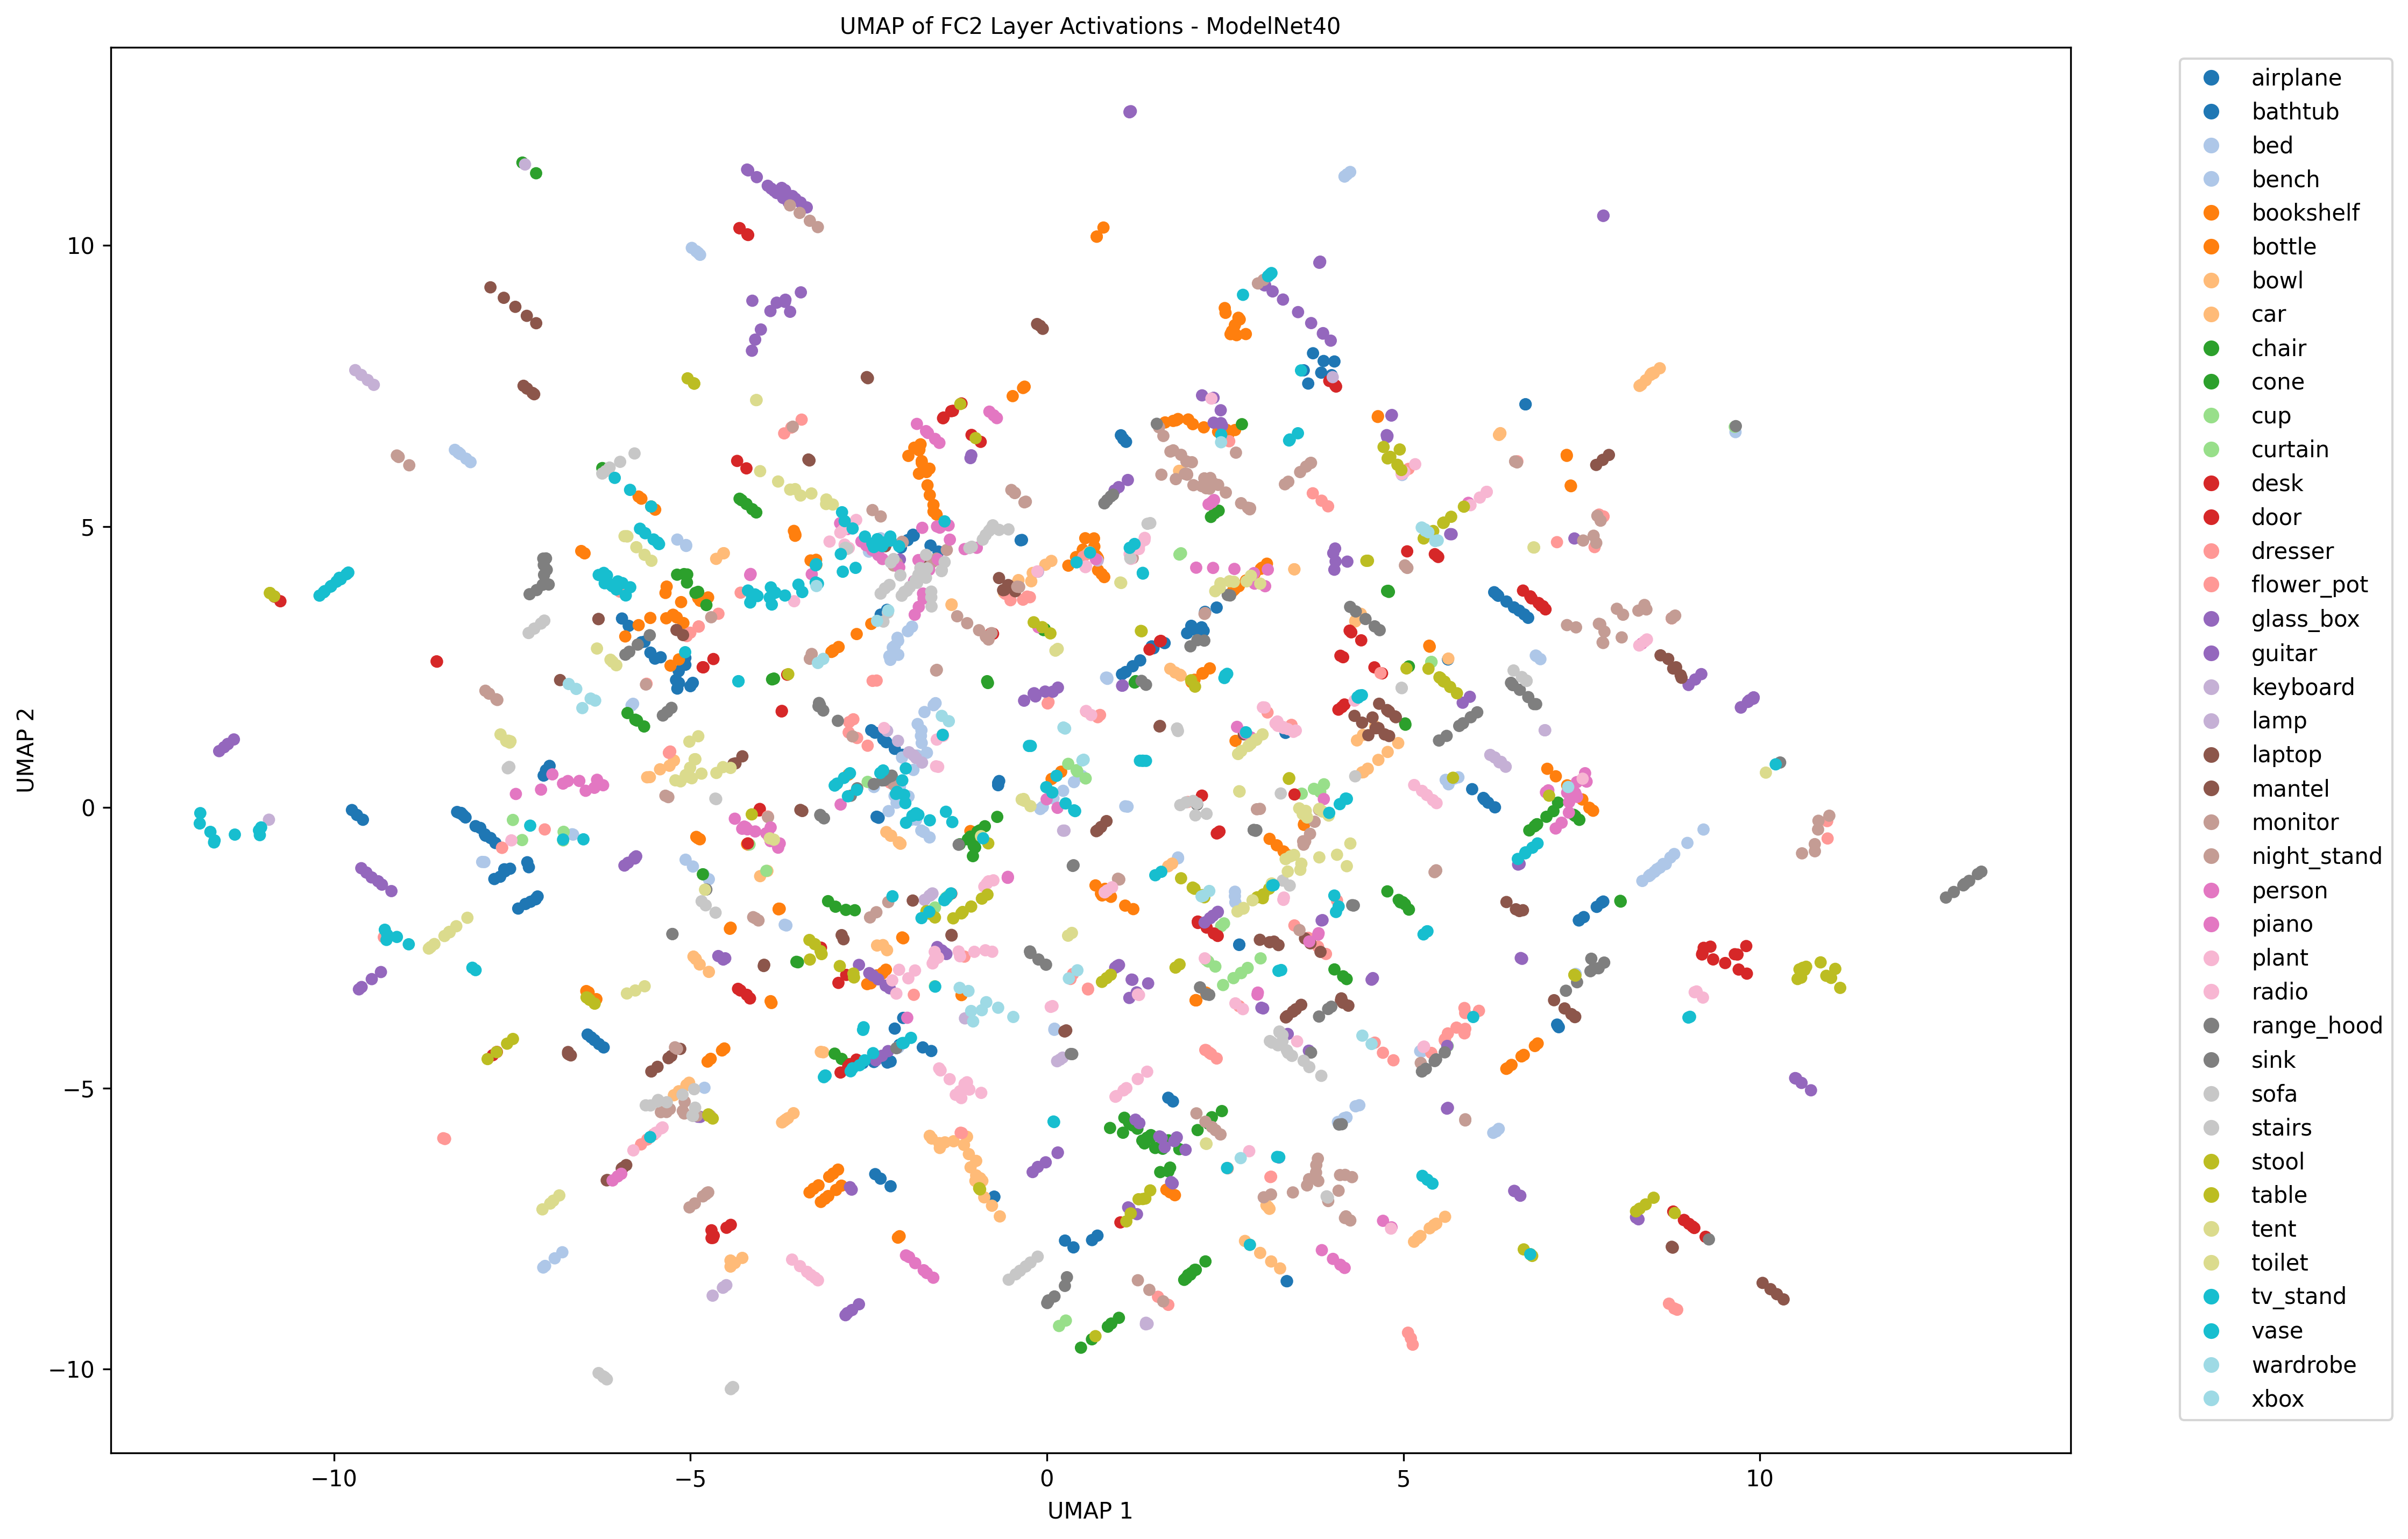 UMAP of FC2 Layer Activations - ModelNet40
10
5
0
−5
−10
UMAP 2
−10
−5
0
5
10
UMAP 1
airplane
bathtub
bed
bench
bookshelf
bottle
bowl
car
chair
cone
cup
curtain
desk
door
dresser
flower_pot
glass_box
guitar
keyboard
lamp
laptop
mantel
monitor
night_stand
person
piano
plant
radio
range_hood
sink
sofa
stairs
stool
table
tent
toilet
tv_stand
vase
wardrobe
xbox